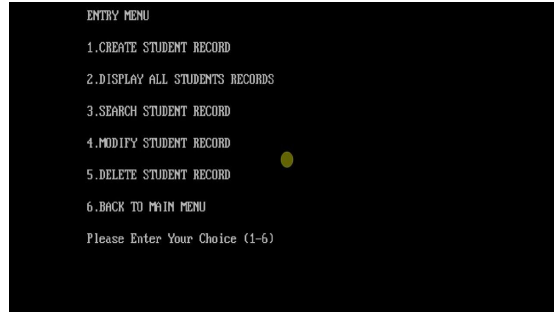 ENTRY MENU
1.CREATE STUDENT RECORD
2.DISPLAY ALL STUDENTS RECORDS
3.SEARCH STUDENT RECORD
4.MODIFY STUDENT RECORD
5.DELETE STUDENT RECORD
6.BACK TO MAIN MENU
Please Enter Your Choice (1-6)